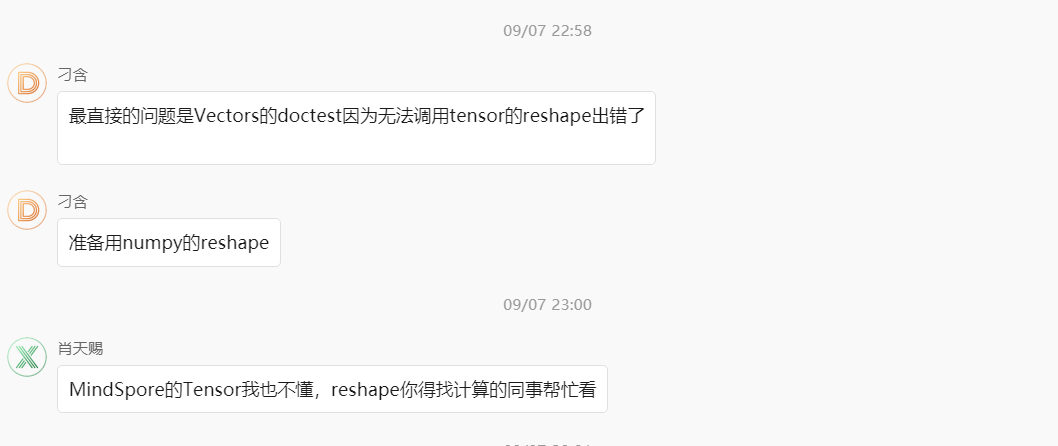 09/07 22:58
刁含
最直接的问题是Vectors的doctest因为无法调用tensor的reshape出错了
刁含
准备用numpy的reshape
09/07 23:00
肖天赐
MindSpore的Tensor我也不懂，reshape你得找计算的同事帮忙看